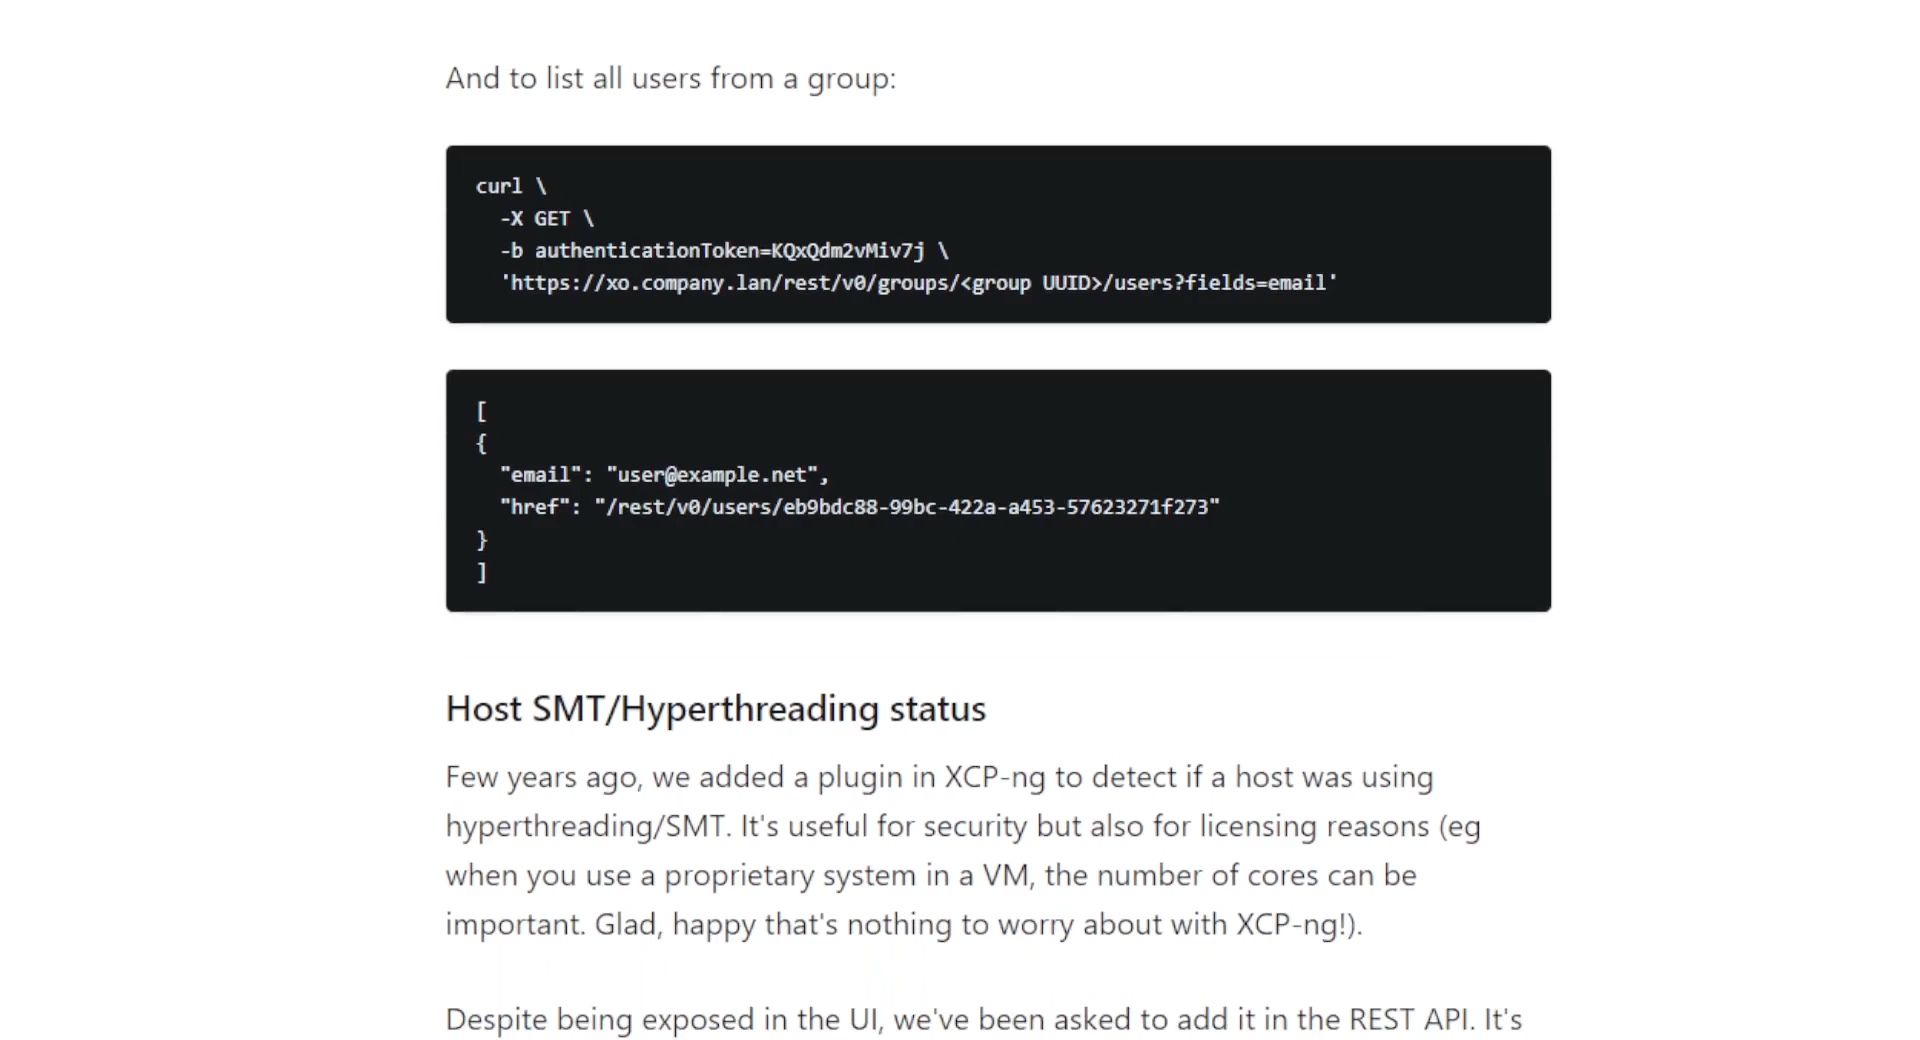 And to list all users from a group:
curl \
-X GET \
-b authenticationToken=KQxQdm2vMiv7j \
'https://xo.company.lan/rest/v0/groups/<group UUID>/users?fields=email'
[
{
"email": "user@example.net",
"href": "/rest/v0/users/eb9bdc88-99bc-422a-a453-57623271f273"
}
]
Host SMT/Hyperthreading status
Few years ago, we added a plugin in XCP-ng to detect if a host was using
hyperthreading/SMT. It's useful for security but also for licensing reasons (eg
when you use a proprietary system in a VM, the number of cores can be
important. Glad, happy that's nothing to worry about with XCP-ng!).
Despite being exposed in the UI, we've been asked to add it in the REST API. It's